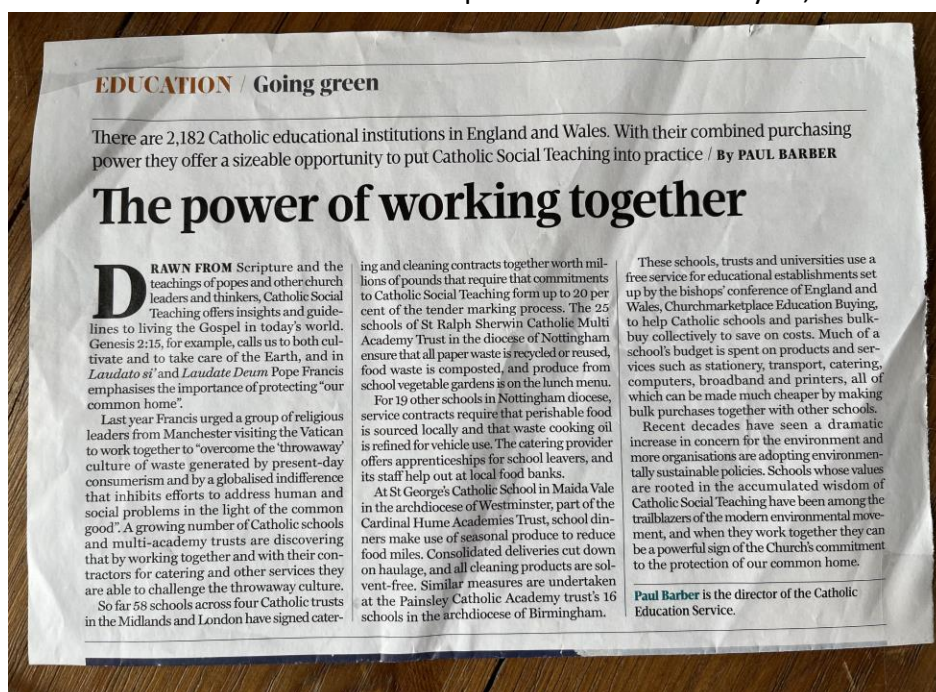 EDUCATION / Going green
There are 2,182 Catholic educational institutions in England and Wales. With their combined purchasing
power they offer a sizeable opportunity to put Catholic Social Teaching into practice / By PAUL BARBER
The power of working together
DRAWN FROM Scripture and the
teachings of popes and other church
leaders and thinkers, Catholic Social
Teaching offers insights and guide-
lines to living the Gospel in today's world.
Genesis 2:15, for example, calls us to both cul-
tivate and to take care of the Earth, and in
Laudato si' and Laudate Deum Pope Francis
emphasises the importance of protecting "our
common home".
Last year Francis urged a group of religious
leaders from Manchester visiting the Vatican
to work together to "overcome the 'throwaway'
culture of waste generated by present-day
consumerism and by a globalised indifference
that inhibits efforts to address human and
social problems in the light of the common
good". A growing number of Catholic schools
and multi-academy trusts are discovering
that by working together and with their con-
tractors for catering and other services they
are able to challenge the throwaway culture.
So far 58 schools across four Catholic trusts
in the Midlands and London have signed cater-
ing and cleaning contracts together worth mil-
lions of pounds that require that commitments
to Catholic Social Teaching form up to 20 per
cent of the tender marking process. The 25
schools of St Ralph Sherwin Catholic Multi
Academy Trust in the diocese of Nottingham
ensure that all paper waste is recycled or reused,
food waste is composted, and produce from
school vegetable gardens is on the lunch menu.
For 19 other schools in Nottingham diocese,
service contracts require that perishable food
is sourced locally and that waste cooking oil
is refined for vehicle use. The catering provider
offers apprenticeships for school leavers, and
its staff help out at local food banks.
At St George's Catholic School in Maida Vale
in the archdiocese of Westminster, part of the
Cardinal Hume Academies Trust, school din-
ners make use of seasonal produce to reduce
food miles. Consolidated deliveries cut down
on haulage, and all cleaning products are sol-
vent-free. Similar measures are undertaken
at the Painsley Catholic Academy trust's 16
schools in the archdiocese of Birmingham.
These schools, trusts and universities use a
free service for educational establishments set
up by the bishops' conference of England and
Wales, Churchmarketplace Education Buying,
to help Catholic schools and parishes bulk-
buy collectively to save on costs. Much of a
school's budget is spent on products and ser-
vices such as stationery, transport, catering,
computers, broadband and printers, all of
which can be made much cheaper by making
bulk purchases together with other schools.
Recent decades have seen a dramatic
increase in concern for the environment and
more organisations are adopting environmen-
tally sustainable policies. Schools whose values
are rooted in the accumulated wisdom of
Catholic Social Teaching have been among the
trailblazers of the modern environmental move-
ment, and when they work together they can
be a powerful sign of the Church's commitment
to the protection of our common home.
Paul Barber is the director of the Catholic
Education Service.